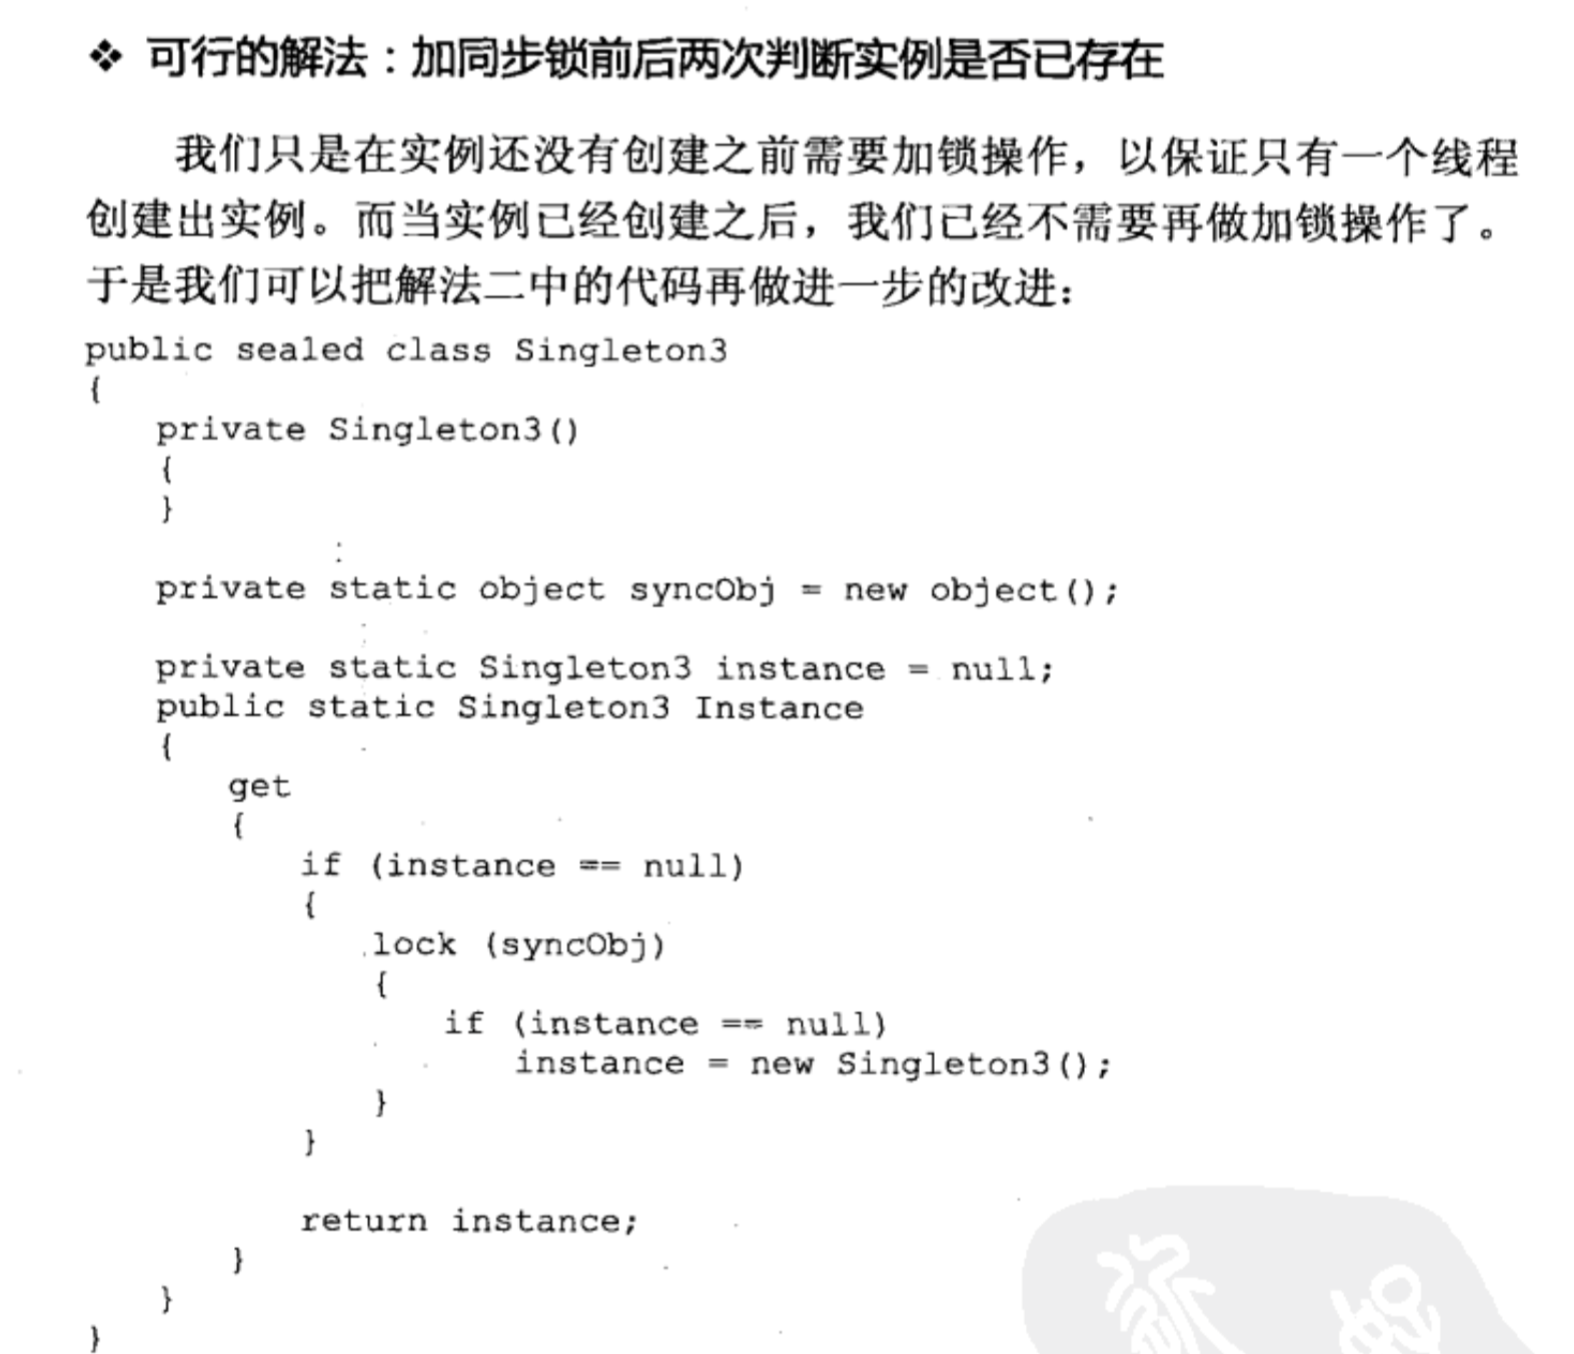 ❖ 可行的解法：加同步锁前后两次判断实例是否已存在
我们只是在实例还没有创建之前需要加锁操作，以保证只有一个线程
创建出实例。而当实例已经创建之后，我们已经不需要再做加锁操作了。
于是我们可以把解法二中的代码再做进一步的改进：
public sealed class Singleton3
{
    private Singleton3()
    {
    }
    private static object syncObj = new object();
    private static Singleton3 instance = null;
    public static Singleton3 Instance
    {
        get
        {
            if (instance == null)
            {
                lock (syncObj)
                {
                    if (instance == null)
                        instance = new Singleton3();
                }
            }
            return instance;
        }
    }
}